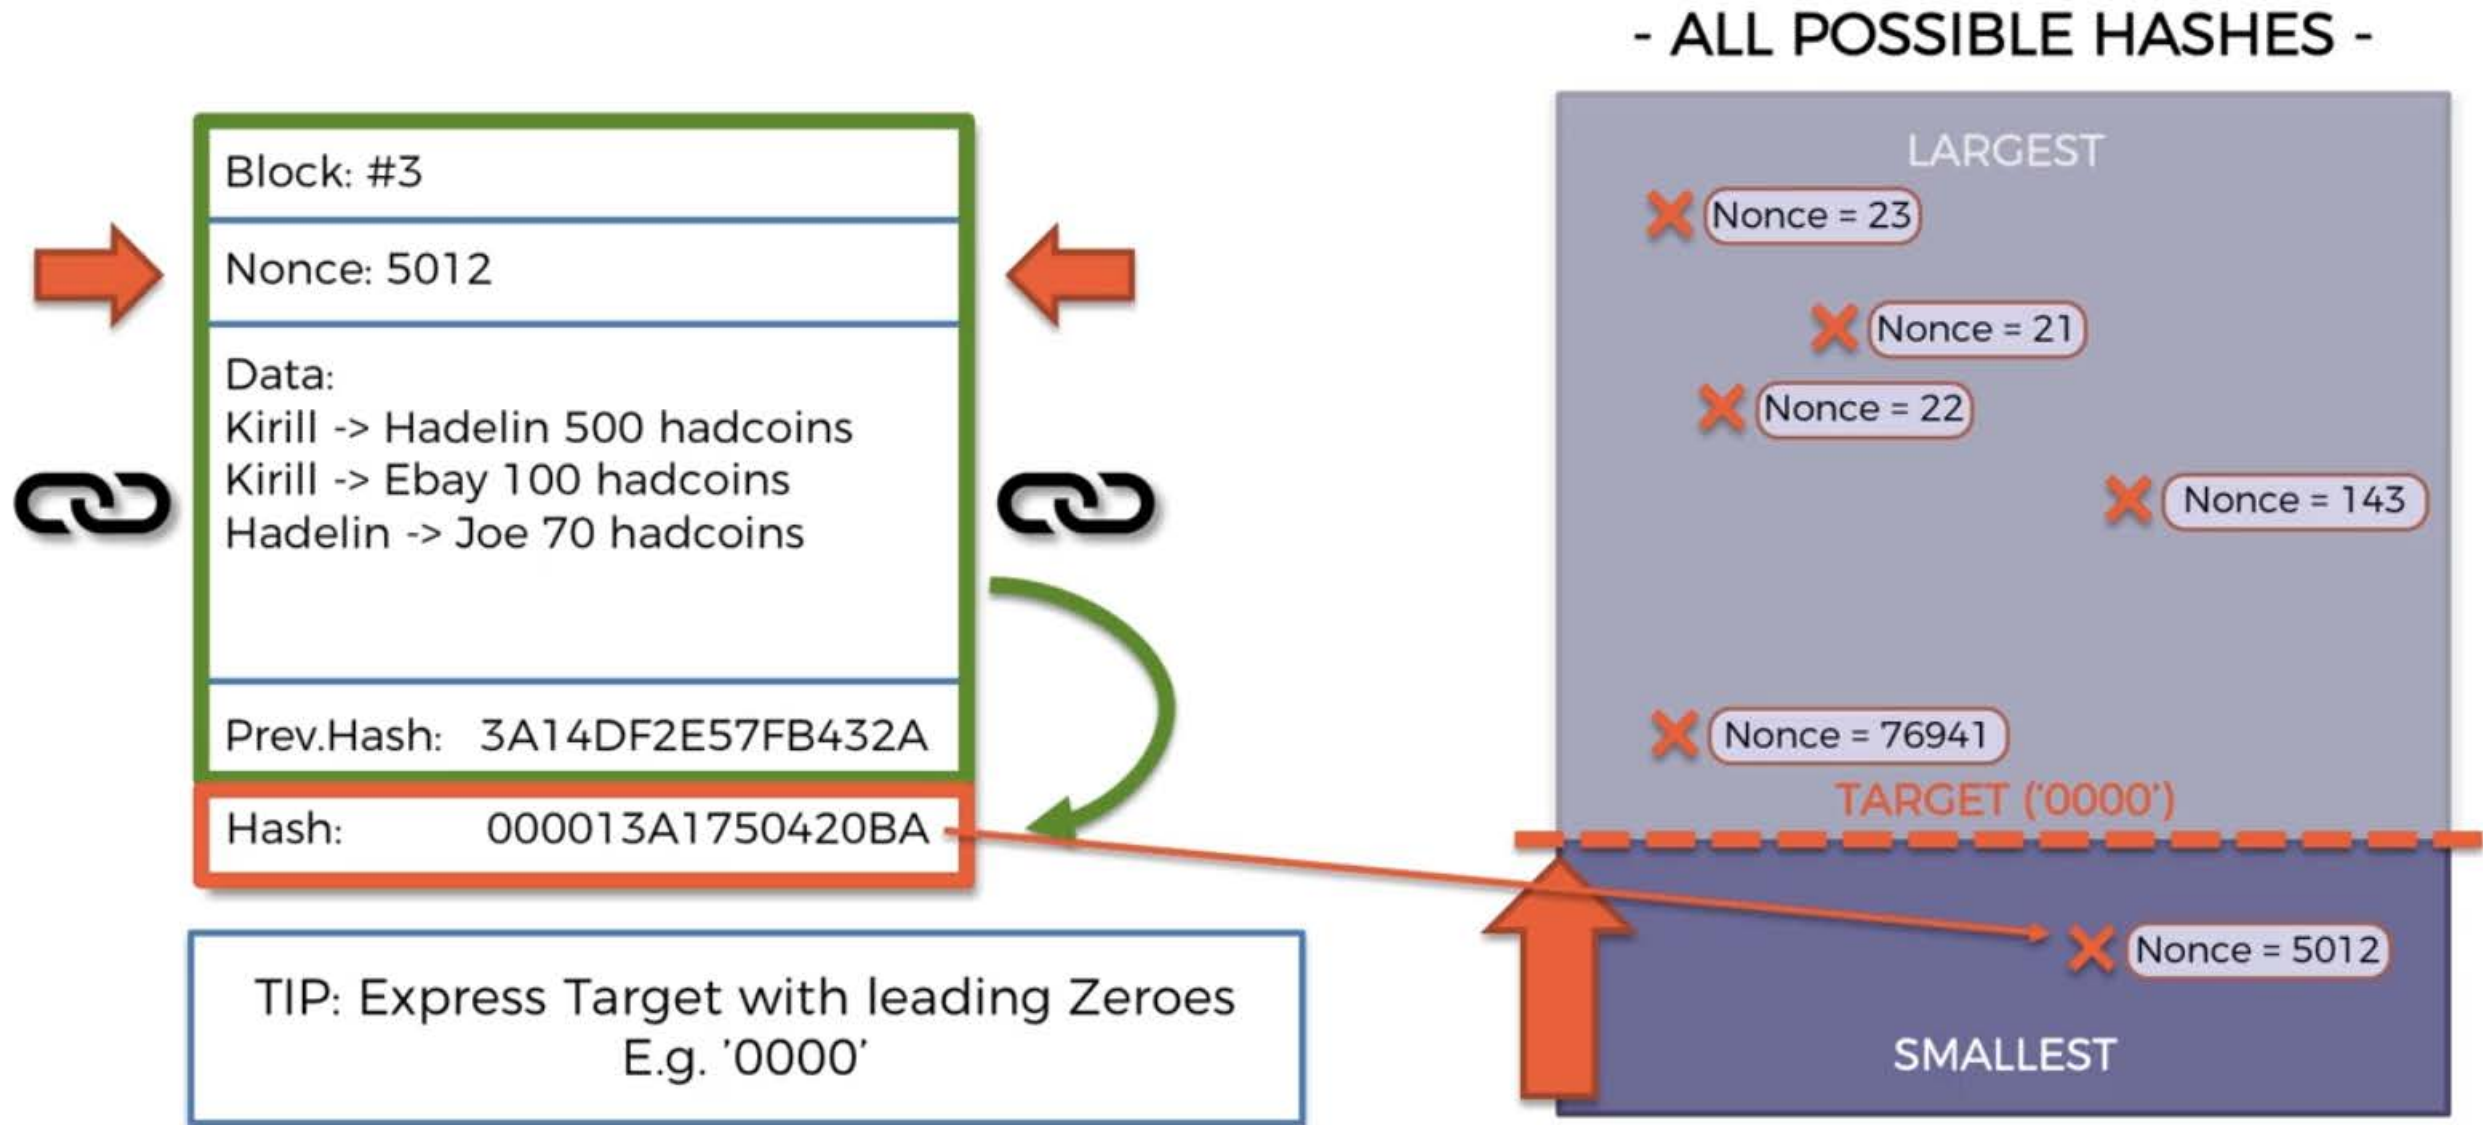 - ALL POSSIBLE HASHES -
Block: #3
Nonce: 5012
Data:
Kirill -> Hadelin 500 hadcoins
Kirill -> Ebay 100 hadcoins
Hadelin -> Joe 70 hadcoins
Prev.Hash: 3A14DF2E57FB432A
Hash: 000013A1750420BA
TIP: Express Target with leading Zeroes
E.g. '0000'
LARGEST
Nonce = 23
Nonce = 21
Nonce = 22
Nonce = 143
Nonce = 76941
TARGET ('0000')
Nonce = 5012
SMALLEST